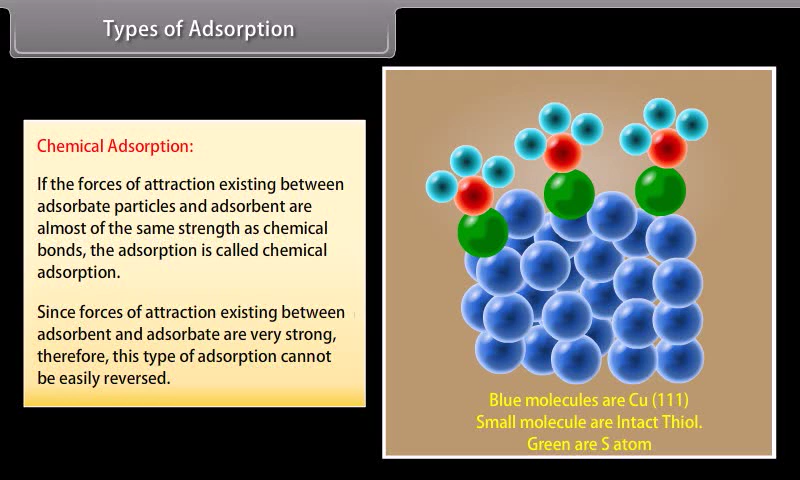 Types of Adsorption
Chemical Adsorption:
If the forces of attraction existing between
adsorbate particles and adsorbent are
almost of the same strength as chemical
bonds, the adsorption is called chemical
adsorption.
Since forces of attraction existing between
adsorbent and adsorbate are very strong,
therefore, this type of adsorption cannot
be easily reversed.
Blue molecules are Cu (111)
Small molecule are Intact Thiol.
Green are S atom